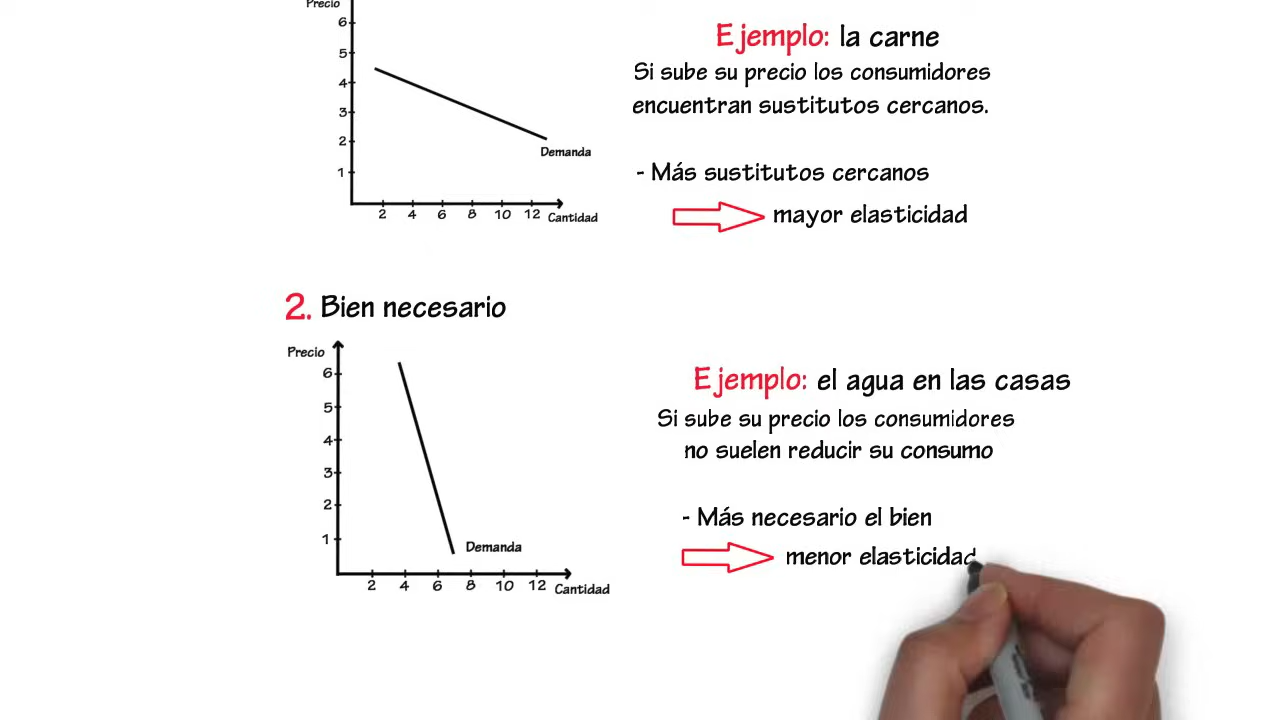 Precio
6
5
4
3
2
1
2 4 6 8 10 12 Cantidad
Demanda
Ejemplo: la carne
Si sube su precio los consumidores
encuentran sustitutos cercanos.
- Más sustitutos cercanos
mayor elasticidad
2. Bien necesario
Precio
6
5
4
3
2
1
2 4 6 8 10 12 Cantidad
Demanda
Ejemplo: el agua en las casas
Si sube su precio los consumidores
no suelen reducir su consumo
- Más necesario el bien
menor elasticidad